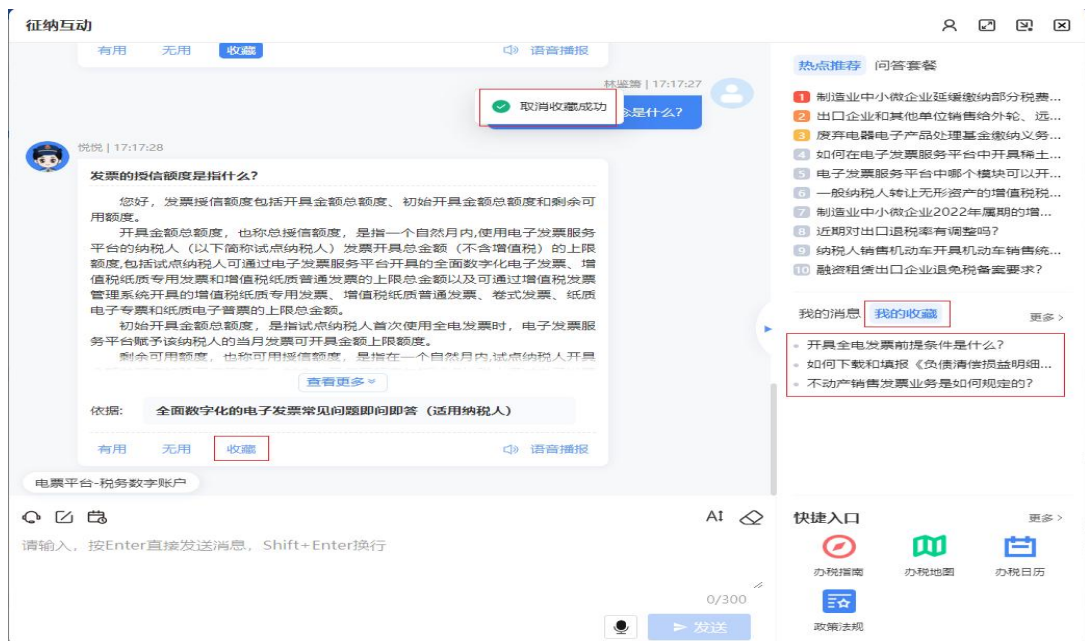 征纳互动
有用 无用 收藏 语音播报
林鉴篱 | 17:17:27
取消收藏成功
念是什么?
悦悦 | 17:17:28
发票的授信额度是指什么?
您好，发票授信额度包括开具金额总额度、初始开具金额总额度和剩余可
用额度。
开具金额总额度，也称总授信额度，是指一个自然月内,使用电子发票服务
平台的纳税人（以下简称试点纳税人）发票开具总金额（不含增值税）的上限
额度,包括试点纳税人可通过电子发票服务平台开具的全面数字化电子发票、增
值税纸质专用发票和增值税纸质普通发票的上限总金额以及可通过增值税发票
管理系统开具的增值税纸质专用发票、增值税纸质普通发票、卷式发票、纸质
电子专票和纸质电子普票的上限总金额。
初始开具金额总额度，是指试点纳税人首次使用全电发票时，电子发票服
务平台赋予该纳税人的当月发票可开具金额上限额度。
剩余可用额度，也称可用授信额度，是指在一个自然月内,试点纳税人开具
查看更多
依据: 全面数字化的电子发票常见问题即问即答（适用纳税人）
有用 无用 收藏 语音播报
电票平台-税务数字账户
请输入，按Enter直接发送消息，Shift+Enter换行
0/300
发送
热点推荐 问答套餐
1 制造业中小微企业延缓缴纳部分税费...
2 出口企业和其他单位销售给外轮、远...
3 废弃电器电子产品处理基金缴纳义务...
4 如何在电子发票服务平台中开具稀土...
5 电子发票服务平台中哪个模块可以开...
6 一般纳税人转让无形资产的增值税税...
7 制造业中小微企业2022年属期的增...
8 近期对出口退税率有调整吗?
9 纳税人销售机动车开具机动车销售统...
10 融资租赁出口企业退免税备案要求?
我的消息 我的收藏 更多 >
开具全电发票前提条件是什么?
如何下载和填报《负债清偿损益明细...
不动产销售发票业务是如何规定的?
快捷入口 更多 >
办税指南 办税地图 办税日历
政策法规